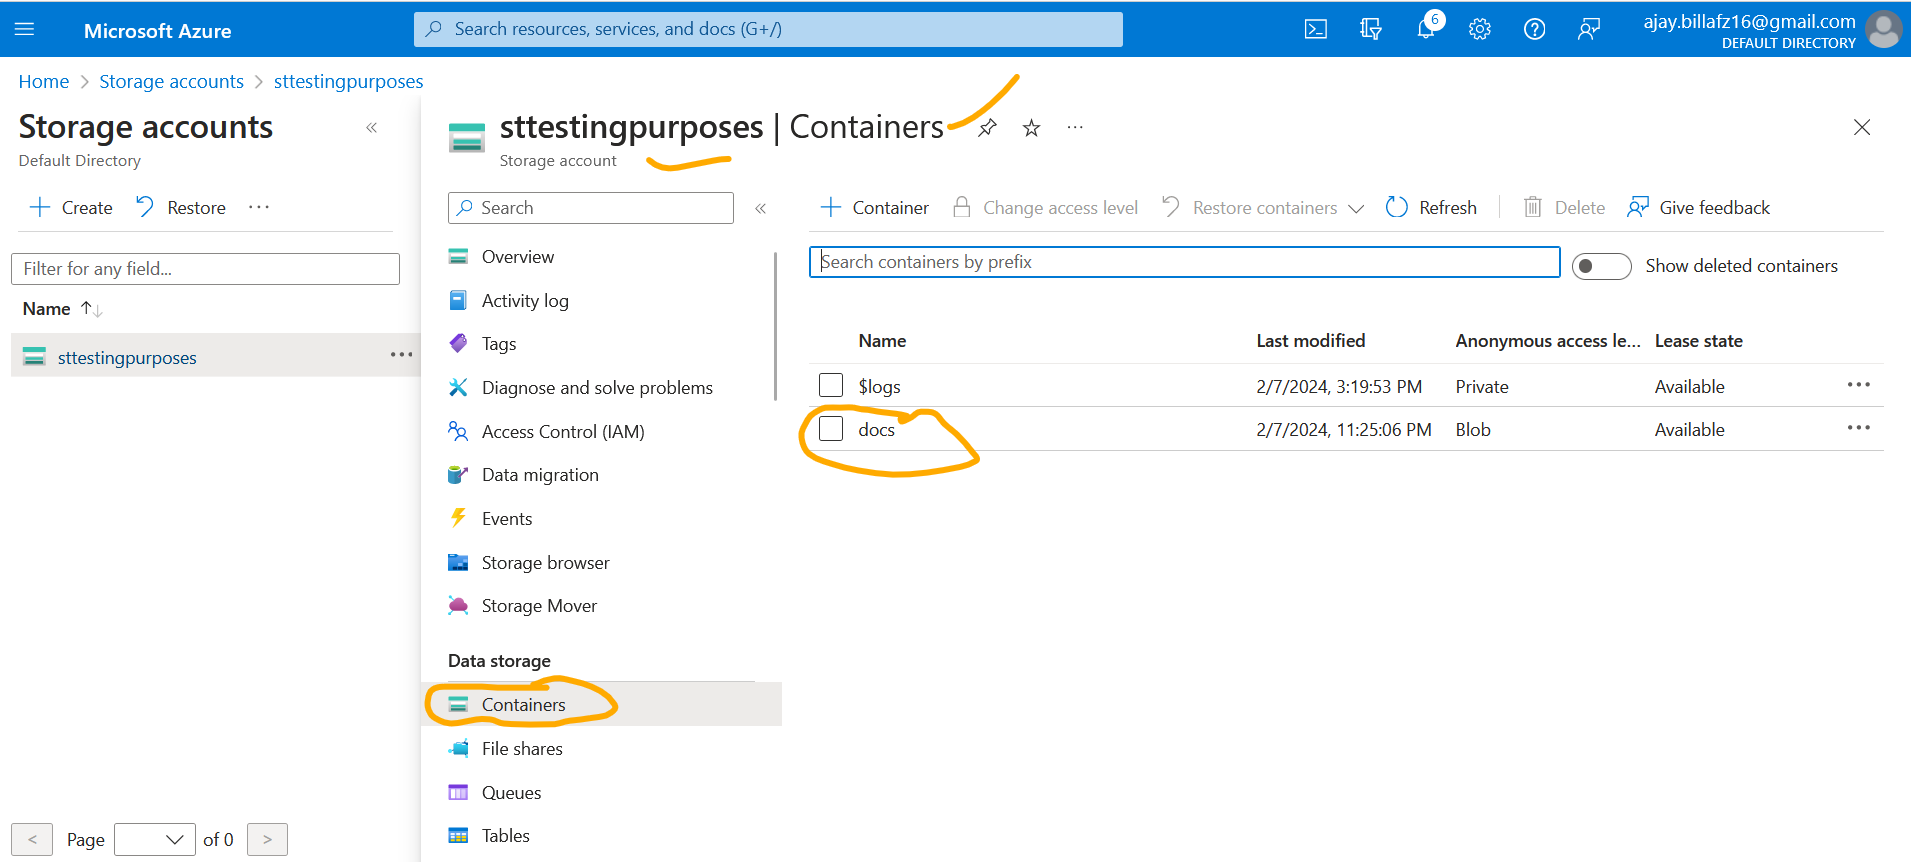 Microsoft Azure
Search resources, services, and docs (G+/)
6
ajay.billafz16@gmail.com
DEFAULT DIRECTORY
Home > Storage accounts > sttestingpurposes
Storage accounts
Default Directory
Create
Restore
...
Filter for any field...
Name
sttestingpurposes
...
< Page of 0 >
sttestingpurposes | Containers
...
Storage account
Search
Overview
Activity log
Tags
Diagnose and solve problems
Access Control (IAM)
Data migration
Events
Storage browser
Storage Mover
Data storage
Containers
File shares
Queues
Tables
Container
Change access level
Restore containers
Refresh
Delete
Give feedback
Search containers by prefix
Show deleted containers
Name Last modified Anonymous access le... Lease state
$logs 2/7/2024, 3:19:53 PM Private Available ...
docs 2/7/2024, 11:25:06 PM Blob Available ...